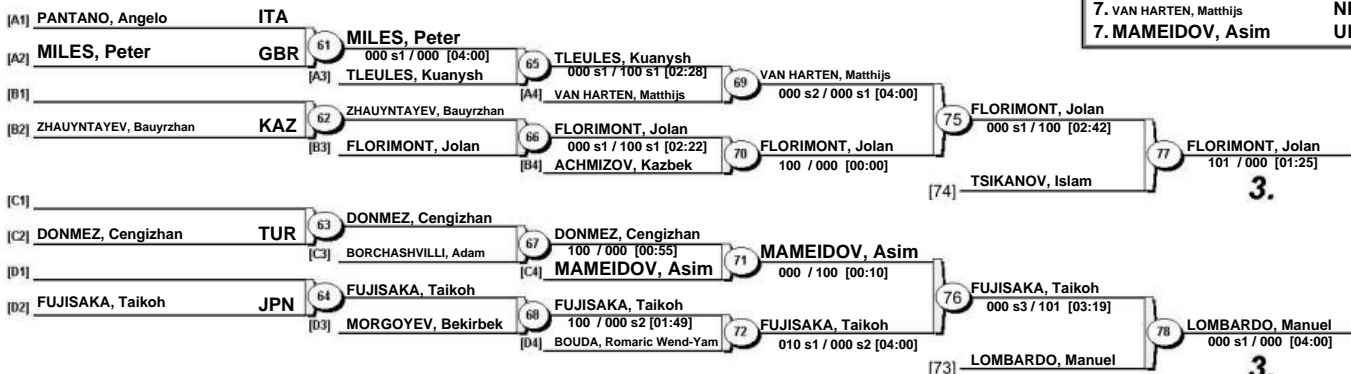 7. VAN HARTEN, Matthijs
7. MAMEIDOV, Asim
[A1] PANTANO, Angelo ITA
[A2] MILES, Peter GBR
61
MILES, Peter
000 s1 / 000 [04:00]
[A3] TLEULES, Kuanysh
65
TLEULES, Kuanysh
000 s1 / 100 s1 [02:28]
[A4] VAN HARTEN, Matthijs
69
VAN HARTEN, Matthijs
000 s2 / 000 s1 [04:00]
[B1]
[B2] ZHAUYNTAYEV, Bauyrzhan KAZ
62
ZHAUYNTAYEV, Bauyrzhan
[B3] FLORIMONT, Jolan
66
FLORIMONT, Jolan
000 s1 / 100 s1 [02:22]
[B4] ACHMIZOV, Kazbek
70
FLORIMONT, Jolan
100 / 000 [00:00]
75
FLORIMONT, Jolan
000 s1 / 100 [02:42]
[74] TSIKANOV, Islam
77
FLORIMONT, Jolan
101 / 000 [01:25]
3.
[C1]
[C2] DONMEZ, Cengizhan TUR
63
DONMEZ, Cengizhan
[C3] BORCHASHVILLI, Adam
67
DONMEZ, Cengizhan
100 / 000 [00:55]
[C4] MAMEIDOV, Asim
71
MAMEIDOV, Asim
000 / 100 [00:10]
[D1]
[D2] FUJISAKA, Taikoh JPN
64
FUJISAKA, Taikoh
[D3] MORGOYEV, Bekirbek
68
FUJISAKA, Taikoh
100 / 000 s2 [01:49]
[D4] BOUDA, Romaric Wend-Yam
72
FUJISAKA, Taikoh
010 s1 / 000 s2 [04:00]
76
FUJISAKA, Taikoh
000 s3 / 101 [03:19]
[73] LOMBARDO, Manuel
78
LOMBARDO, Manuel
000 s1 / 000 [04:00]
3.